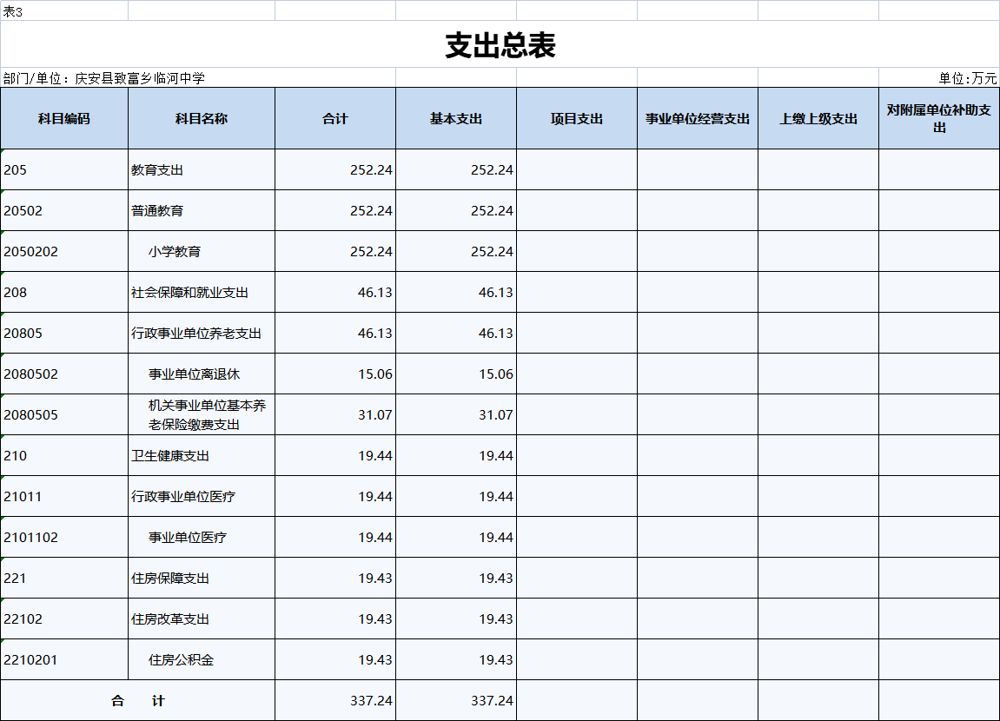 表3
支出总表
部门/单位：庆安县致富乡临河中学 单位:万元
科目编码 科目名称 合计 基本支出 项目支出 事业单位经营支出 上缴上级支出 对附属单位补助支
出
205 教育支出 252.24 252.24
20502 普通教育 252.24 252.24
2050202 小学教育 252.24 252.24
208 社会保障和就业支出 46.13 46.13
20805 行政事业单位养老支出 46.13 46.13
2080502 事业单位离退休 15.06 15.06
2080505 机关事业单位基本养
老保险缴费支出 31.07 31.07
210 卫生健康支出 19.44 19.44
21011 行政事业单位医疗 19.44 19.44
2101102 事业单位医疗 19.44 19.44
221 住房保障支出 19.43 19.43
22102 住房改革支出 19.43 19.43
2210201 住房公积金 19.43 19.43
合 计 337.24 337.24